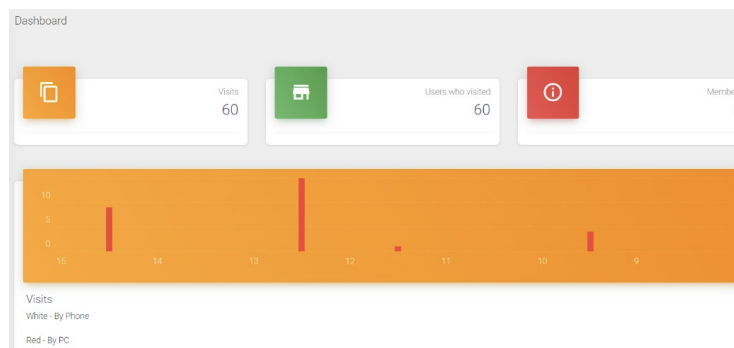 Dashboard
Visits
60
Users who visited
60
10
5
0
15 14 13 12 11 10 9
Visits
White - By Phone
Red - By PC